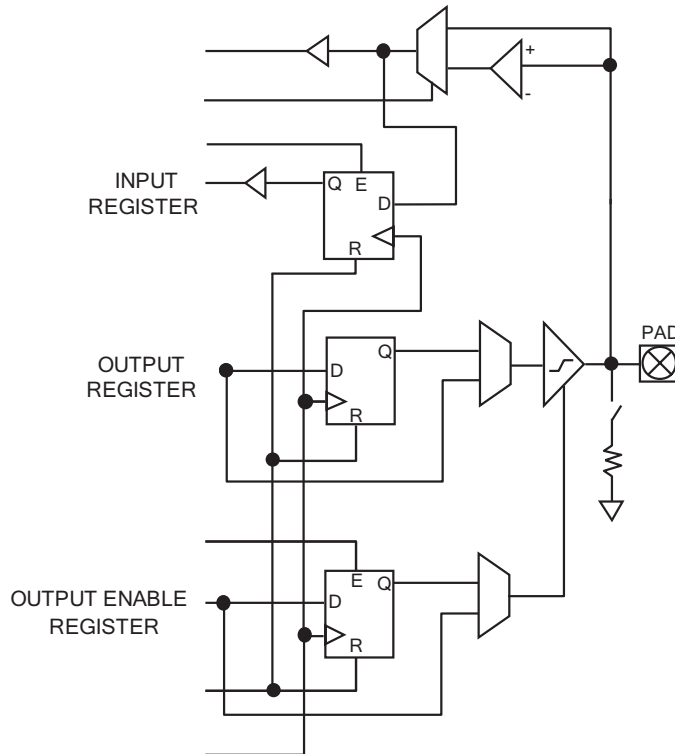 +
-
Q
E
INPUT
REGISTER
D
R
Q
PAD
OUTPUT
REGISTER
D
R
E
Q
OUTPUT ENABLE
REGISTER
D
R